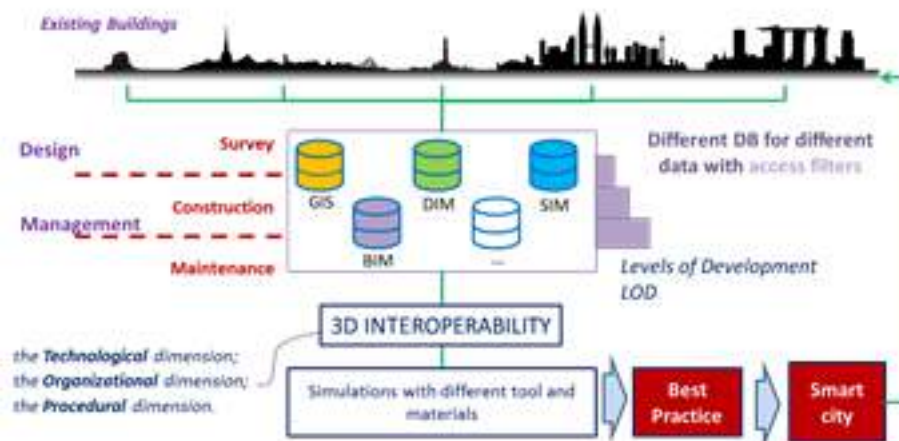 Existing Buildings
Design
Survey
Different DB for different
data with access filters
GIS
DIM
SIM
Construction
Management
BIM
...
Maintenance
Levels of Development
LOD
3D INTEROPERABILITY
the Technological dimension;
the Organizational dimension;
the Procedural dimension.
Simulations with different tool and
materials
Best
Practice
Smart
city